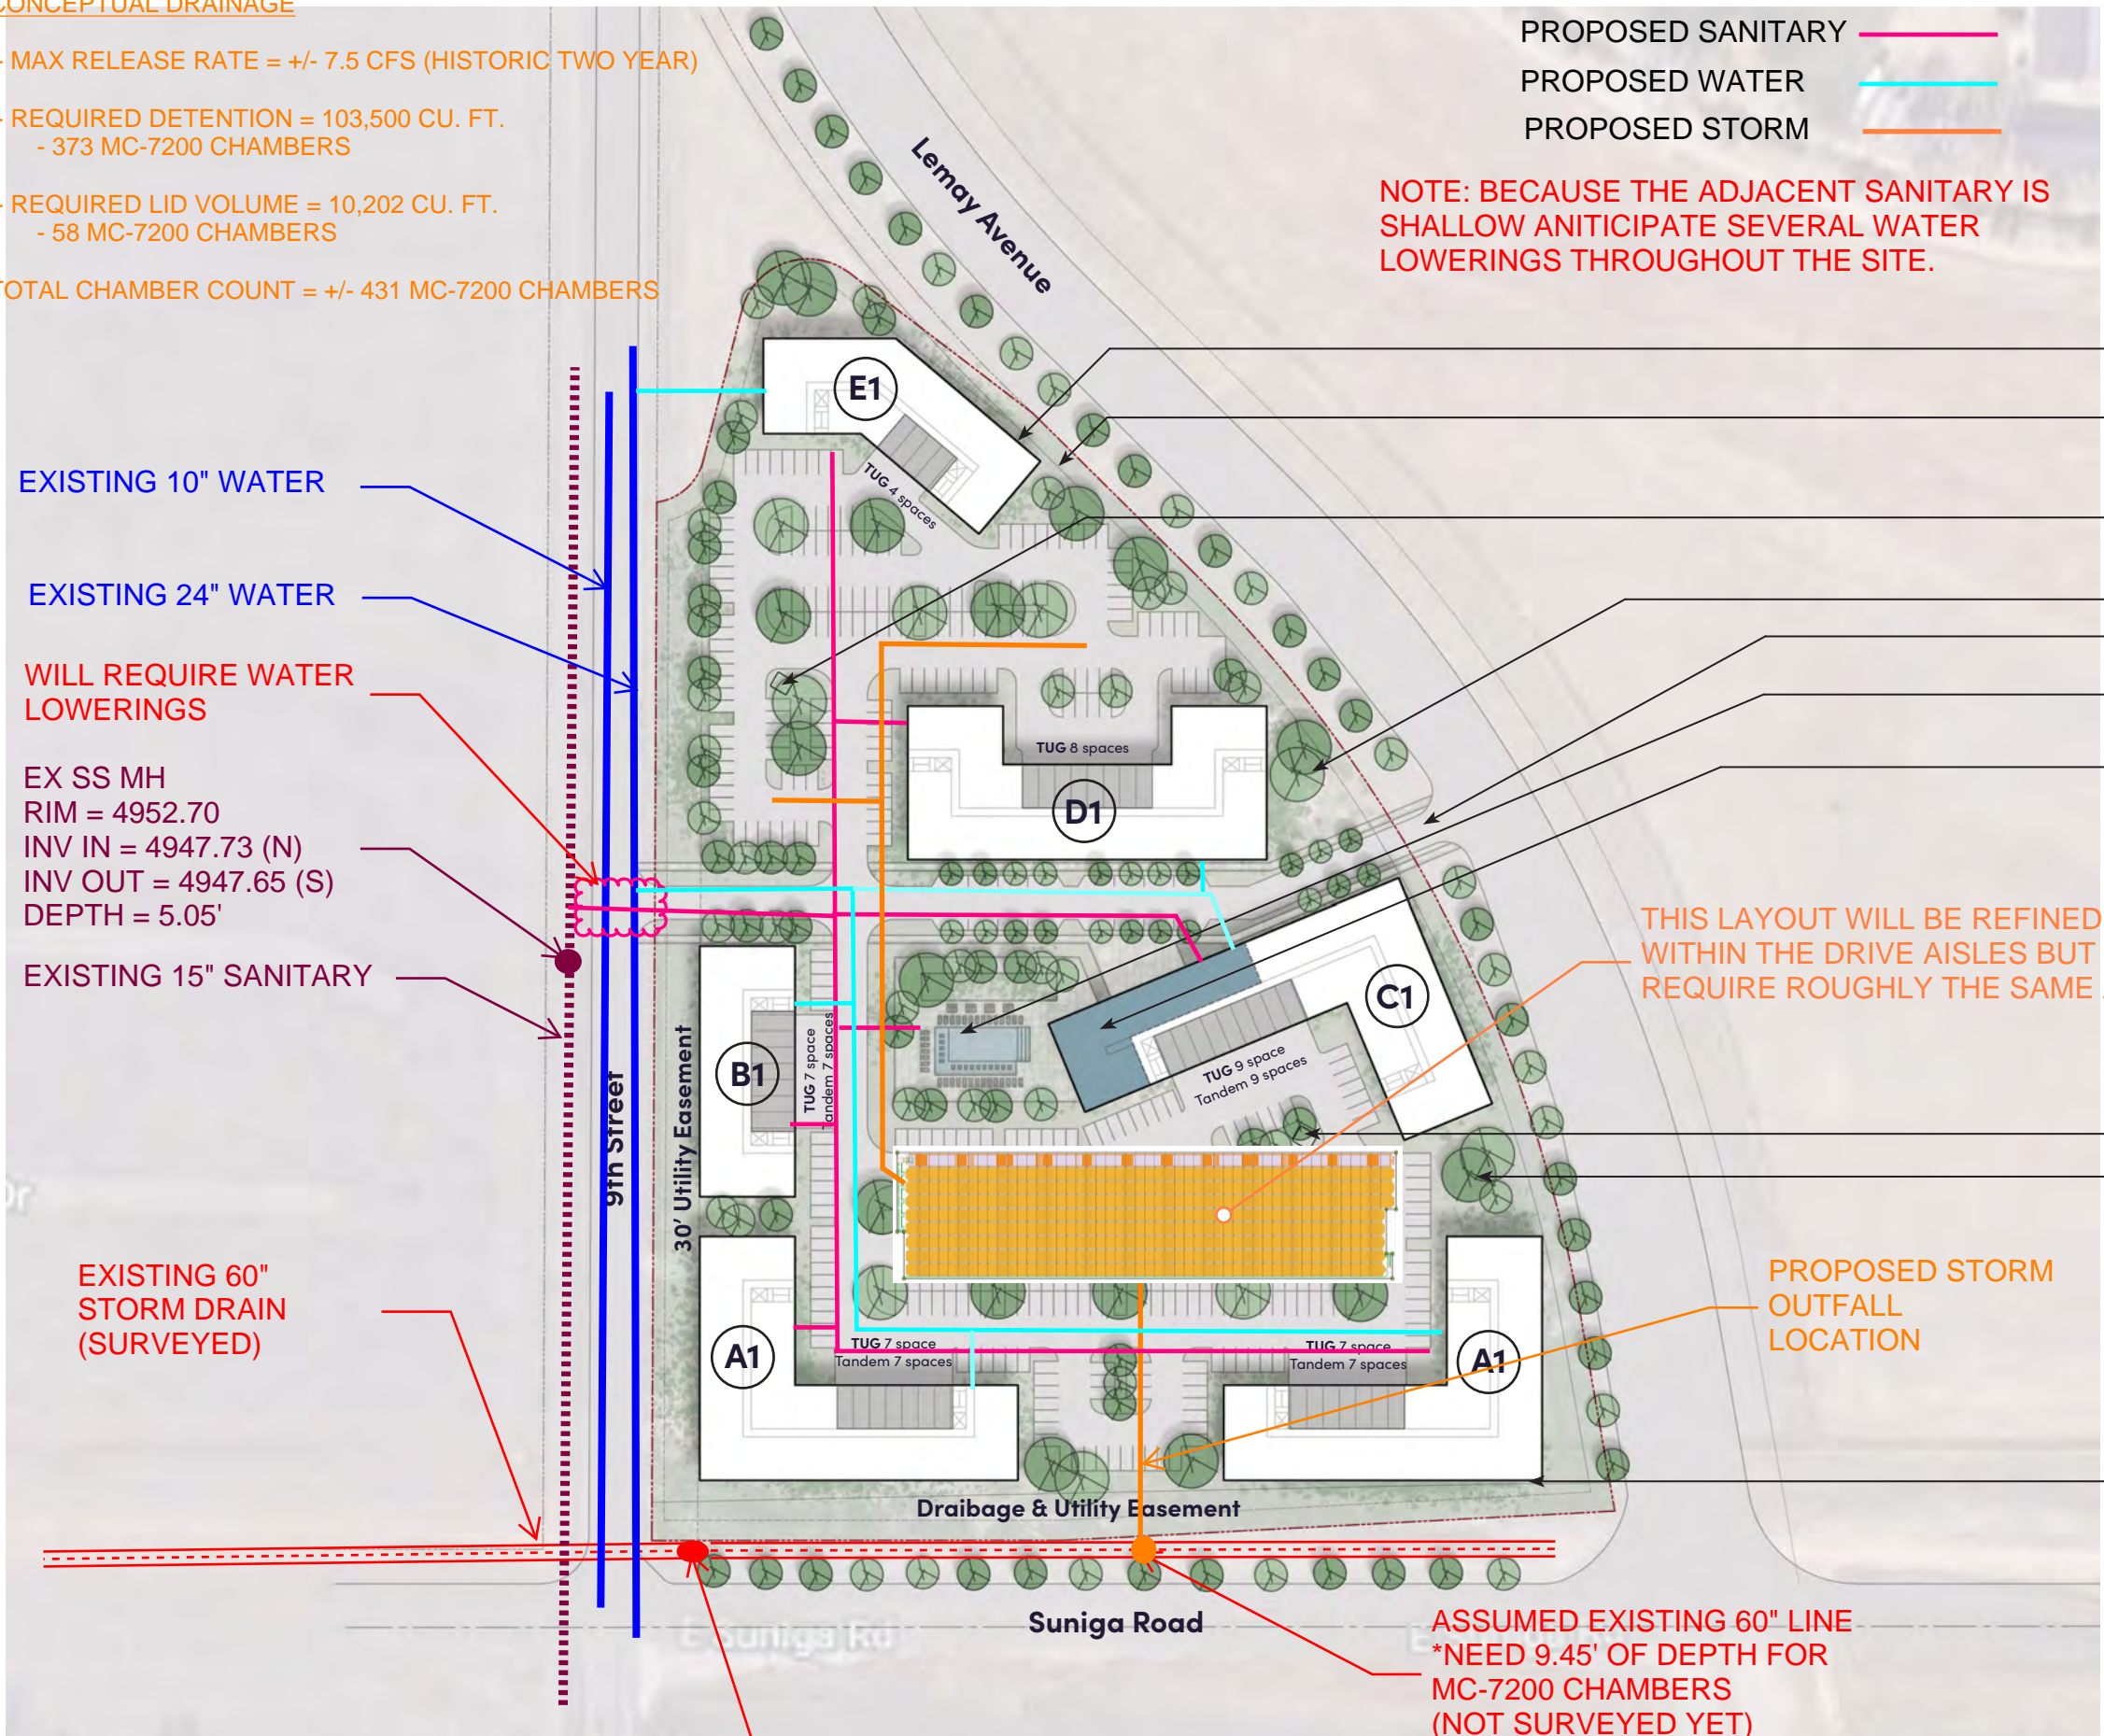 CONCEPTUAL DRAINAGE
- MAX RELEASE RATE = +/- 7.5 CFS (HISTORIC TWO YEAR)
- REQUIRED DETENTION = 103,500 CU. FT.
- 373 MC-7200 CHAMBERS
- REQUIRED LID VOLUME = 10,202 CU. FT.
- 58 MC-7200 CHAMBERS
TOTAL CHAMBER COUNT = +/- 431 MC-7200 CHAMBERS
PROPOSED SANITARY
PROPOSED WATER
PROPOSED STORM
NOTE: BECAUSE THE ADJACENT SANITARY IS
SHALLOW ANITICIPATE SEVERAL WATER
LOWERINGS THROUGHOUT THE SITE.
Lemay Avenue
E1
TUG 4 spaces
EXISTING 10" WATER
EXISTING 24" WATER
WILL REQUIRE WATER
LOWERINGS
EX SS MH
RIM = 4952.70
INV IN = 4947.73 (N)
INV OUT = 4947.65 (S)
DEPTH = 5.05'
EXISTING 15" SANITARY
TUG 8 spaces
D1
THIS LAYOUT WILL BE REFINED
WITHIN THE DRIVE AISLES BUT
REQUIRE ROUGHLY THE SAME
C1
TUG 9 space
Tandem 9 spaces
B1
TUG 7 space
Tandem 7 spaces
9th Street
30' Utility Easement
EXISTING 60"
STORM DRAIN
(SURVEYED)
PROPOSED STORM
OUTFALL
LOCATION
A1
TUG 7 space
Tandem 7 spaces
TUG 7 space
Tandem 7 spaces
A1
Draibage & Utility Easement
Suniga Road
E Suniga Rd
ASSUMED EXISTING 60" LINE
*NEED 9.45' OF DEPTH FOR
MC-7200 CHAMBERS
(NOT SURVEYED YET)